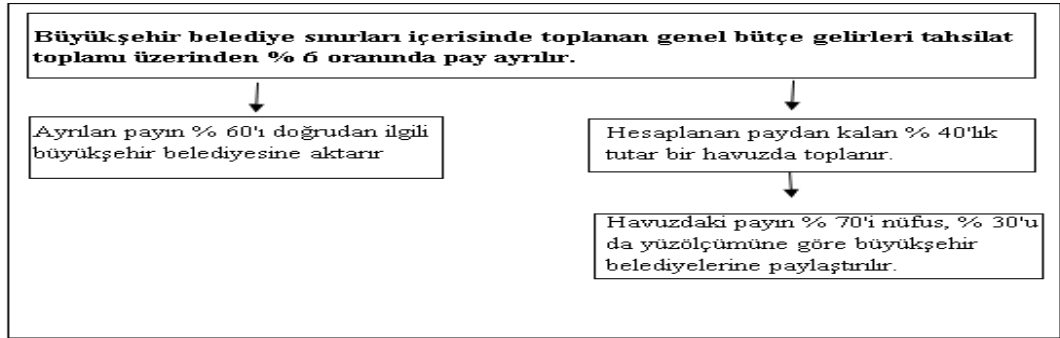 Büyükşehir belediye sınırları içerisinde toplanan genel bütçe gelirleri tahsilat
toplamı üzerinden % 6 oranında pay ayrılır.
Ayrılan payın % 60'ı doğrudan ilgili
büyükşehir belediyesine aktarır
Hesaplanan paydan kalan % 40'lık
tutar bir havuzda toplanır.
Havuzdaki payın % 70'i nüfus, % 30'u
da yüzölçümüne göre büyükşehir
belediyelerine paylaştırılır.